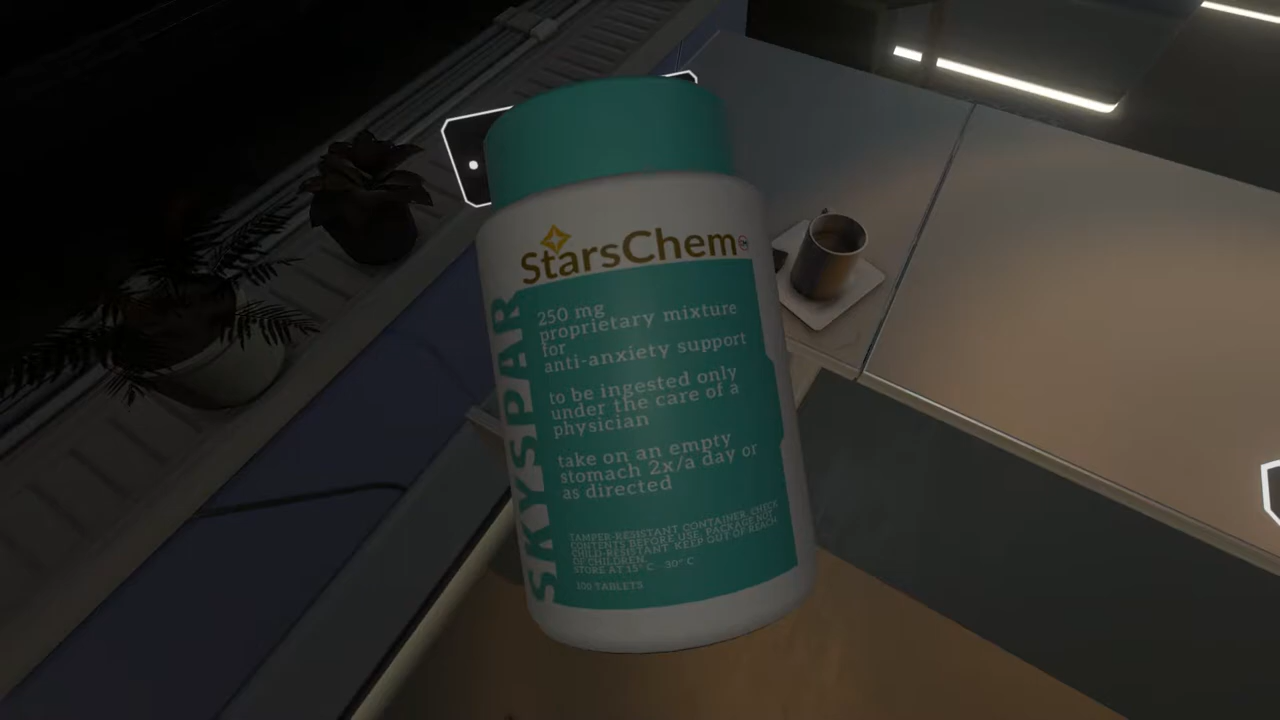 StarsChem
SKYSPAR
250 mg
proprietary mixture
for
anti-anxiety support
to be ingested only
under the care of a
physician
take on an empty
stomach 2x/a day or
as directed
TAMPER-RESISTANT CONTAINER. CHECK
CONTENTS BEFORE USE. PACKAGE NOT
CHILD-RESISTANT. KEEP OUT OF REACH
OF CHILDREN.
STORE AT 15° C - 30° C
100 TABLETS